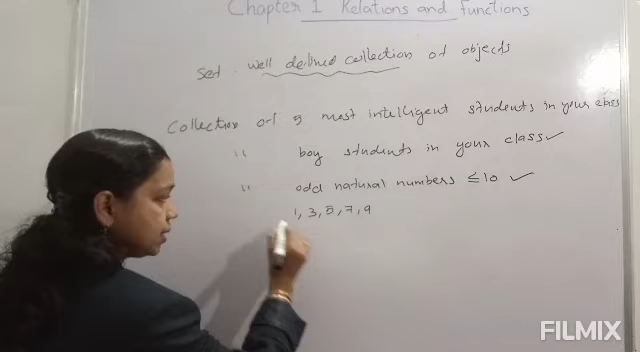 Chapter 1 Relations and Functions
Set - well defined collection of objects
Collection of 5 most intelligent students in your class
" boy students in your class ✓
" odd natural numbers ≤ 10 ✓
1, 3, 5, 7, 9
FILMIX